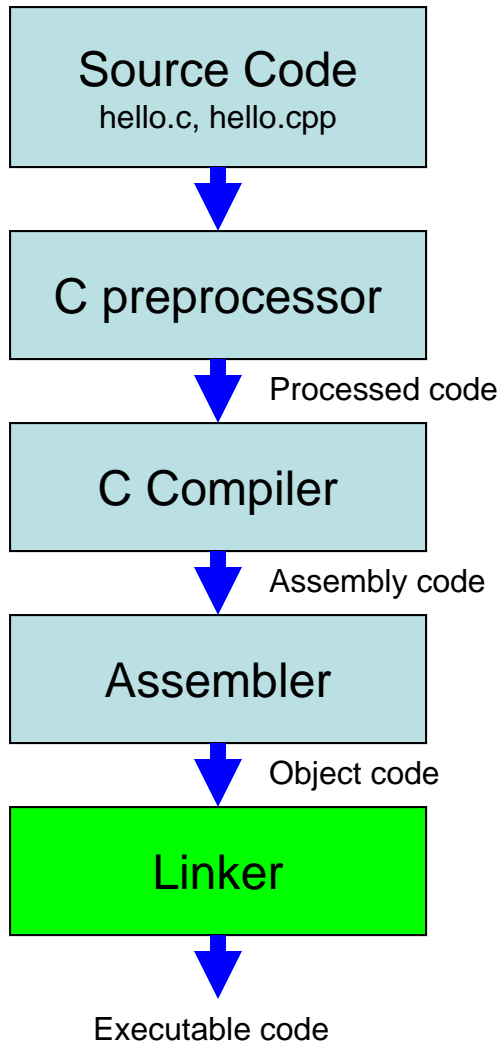 Source Code
hello.c, hello.cpp
C preprocessor
Processed code
C Compiler
Assembly code
Assembler
Object code
Linker
Executable code